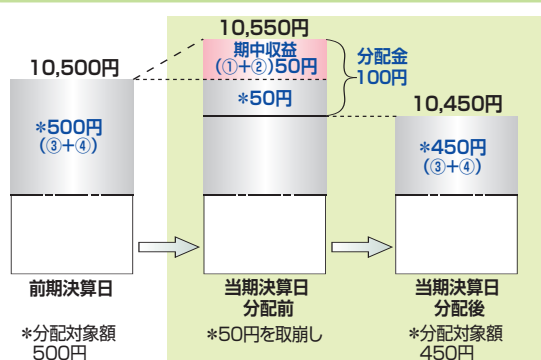 10,500円
*500円
(③+④)
前期決算日
*分配対象額
500円
10,550円
期中収益
(①+②)50円
*50円
分配金
100円
当期決算日
分配前
*50円を取崩し
10,450円
*450円
(③+④)
当期決算日
分配後
*分配対象額
450円